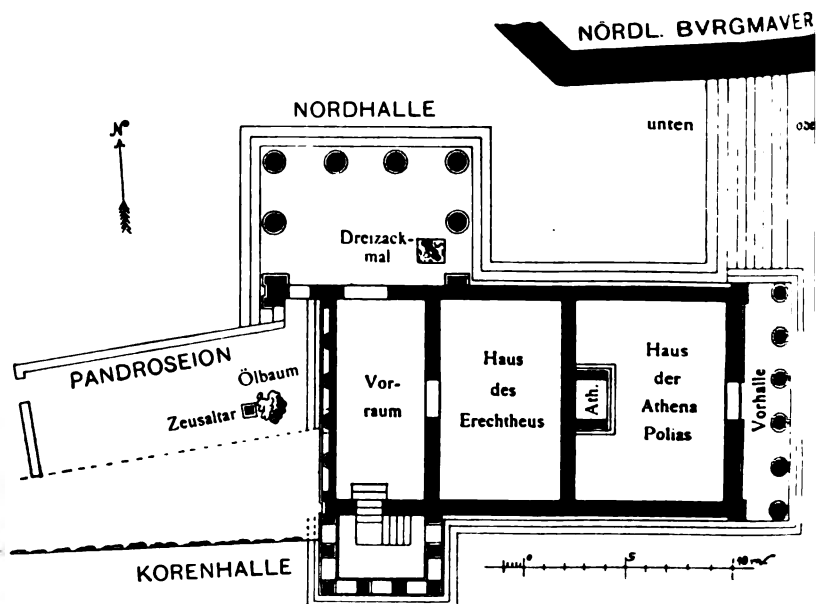 NÖRDL. BVRGMAVER
NORDHALLE
N
unten
Dreizack-
mal
PANDROSEION
Ölbaum
Zeusaltar
Vor-
raum
Haus
des
Erechtheus
Ath.
Haus
der
Athena
Polias
Vorhalle
KORENHALLE
0
5
10 m